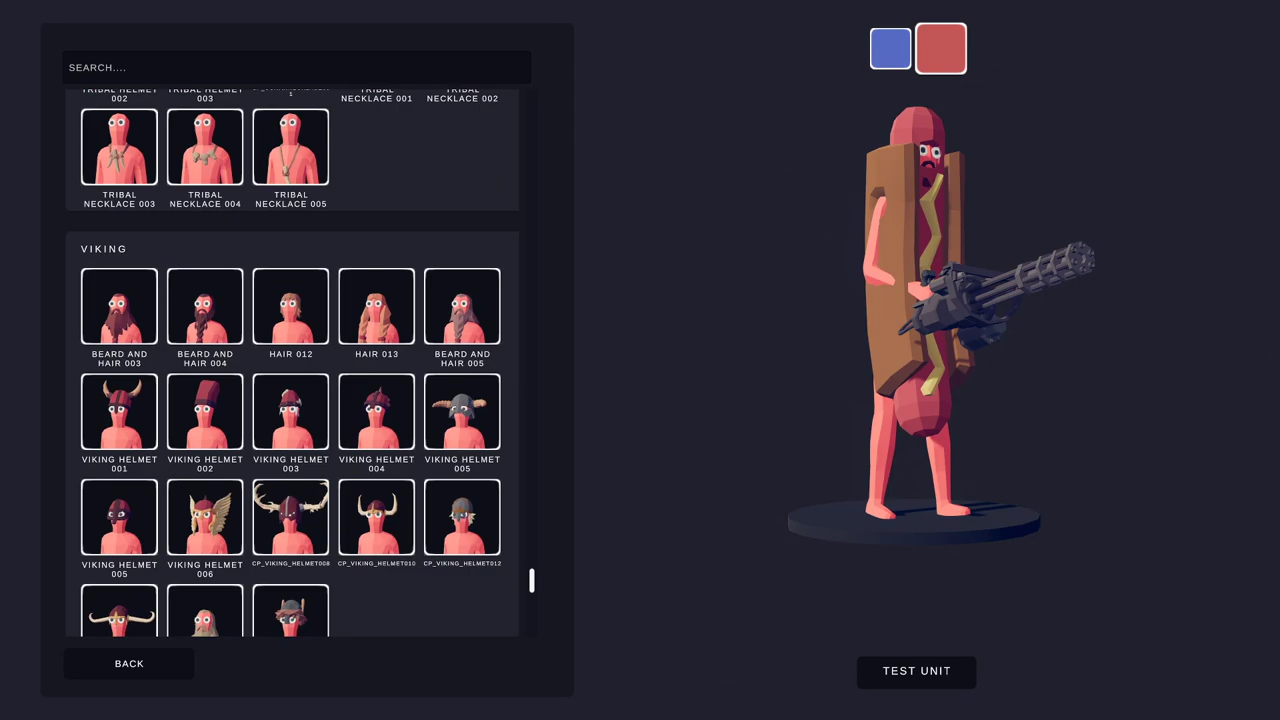 SEARCH....
TRIBAL HELMET 002
TRIBAL HELMET 003
TRIBAL NECKLACE 001
TRIBAL NECKLACE 002
TRIBAL NECKLACE 003
TRIBAL NECKLACE 004
TRIBAL NECKLACE 005
VIKING
BEARD AND HAIR 003
BEARD AND HAIR 004
HAIR 012
HAIR 013
BEARD AND HAIR 005
VIKING HELMET 001
VIKING HELMET 002
VIKING HELMET 003
VIKING HELMET 004
VIKING HELMET 005
VIKING HELMET 005
VIKING HELMET 006
CP_VIKING_HELMET008
CP_VIKING_HELMET010
CP_VIKING_HELMET012
BACK
TEST UNIT